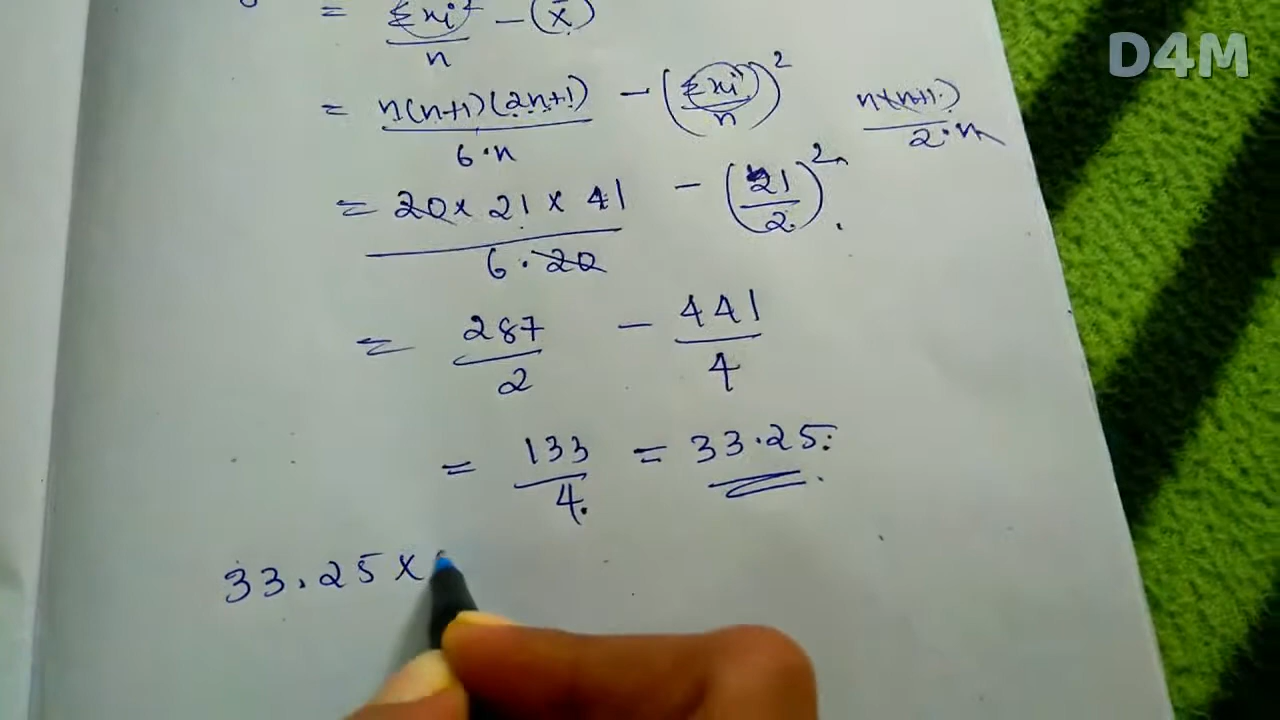 D4M
= Σxi² / n - (x̄)
= n(n+1)(2n+1) / 6·n - (Σxi / n)² n(n+1) / 2·n
= 20 x 21 x 41 / 6·20 - (21 / 2)²
= 287 / 2 - 441 / 4
= 133 / 4 = 33.25
33.25 x